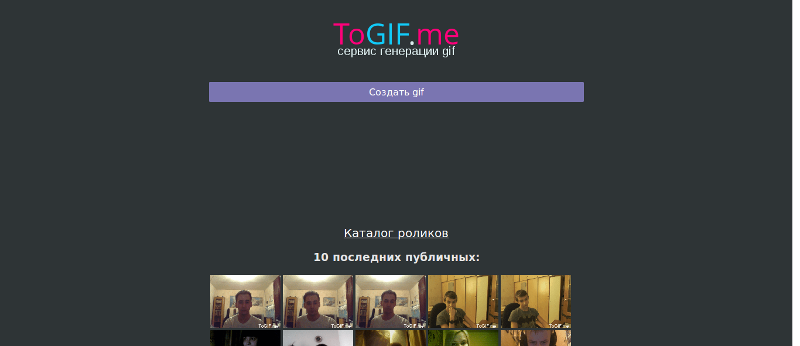 ToGIF.me
сервис генерации gif
Создать gif
Каталог роликов
10 последних публичных:
ToGIF.me
ToGIF.me
ToGIF.me
ToGIF.me
ToGIF.me